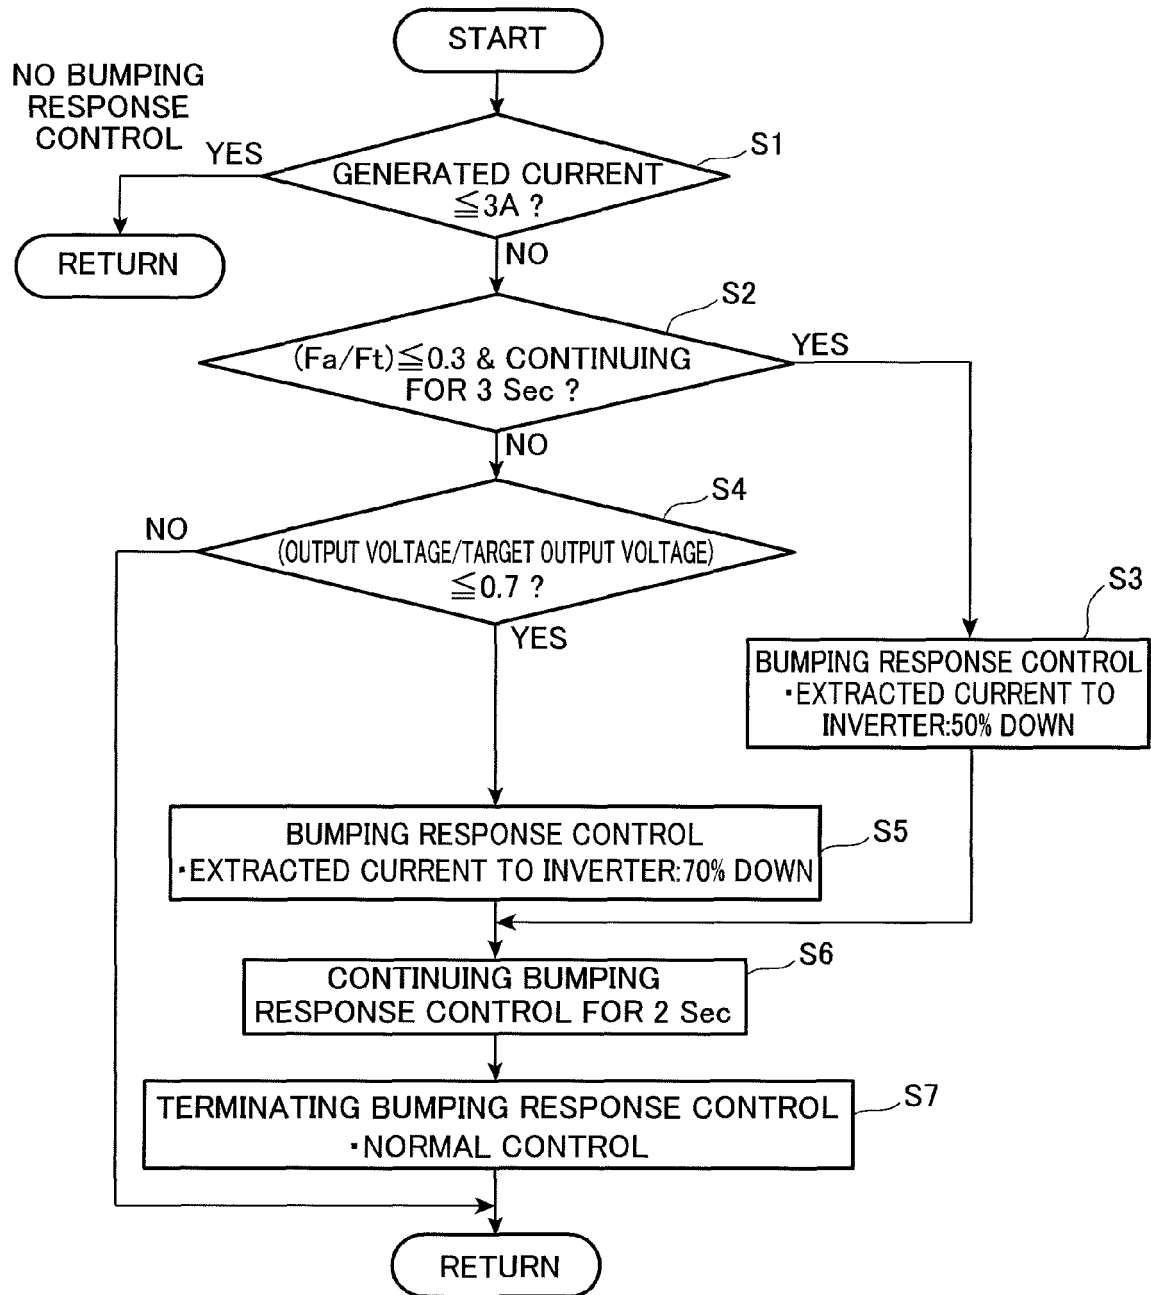 START
NO BUMPING
RESPONSE
CONTROL
YES
S1
GENERATED CURRENT
≦3A ?
RETURN
NO
S2
(Fa/Ft)≦0.3 & CONTINUING
FOR 3 Sec ?
YES
NO
S4
NO
(OUTPUT VOLTAGE/TARGET OUTPUT VOLTAGE)
≦0.7 ?
YES
S3
BUMPING RESPONSE CONTROL
・EXTRACTED CURRENT TO
INVERTER:50% DOWN
S5
BUMPING RESPONSE CONTROL
・EXTRACTED CURRENT TO INVERTER:70% DOWN
S6
CONTINUING BUMPING
RESPONSE CONTROL FOR 2 Sec
S7
TERMINATING BUMPING RESPONSE CONTROL
・NORMAL CONTROL
RETURN